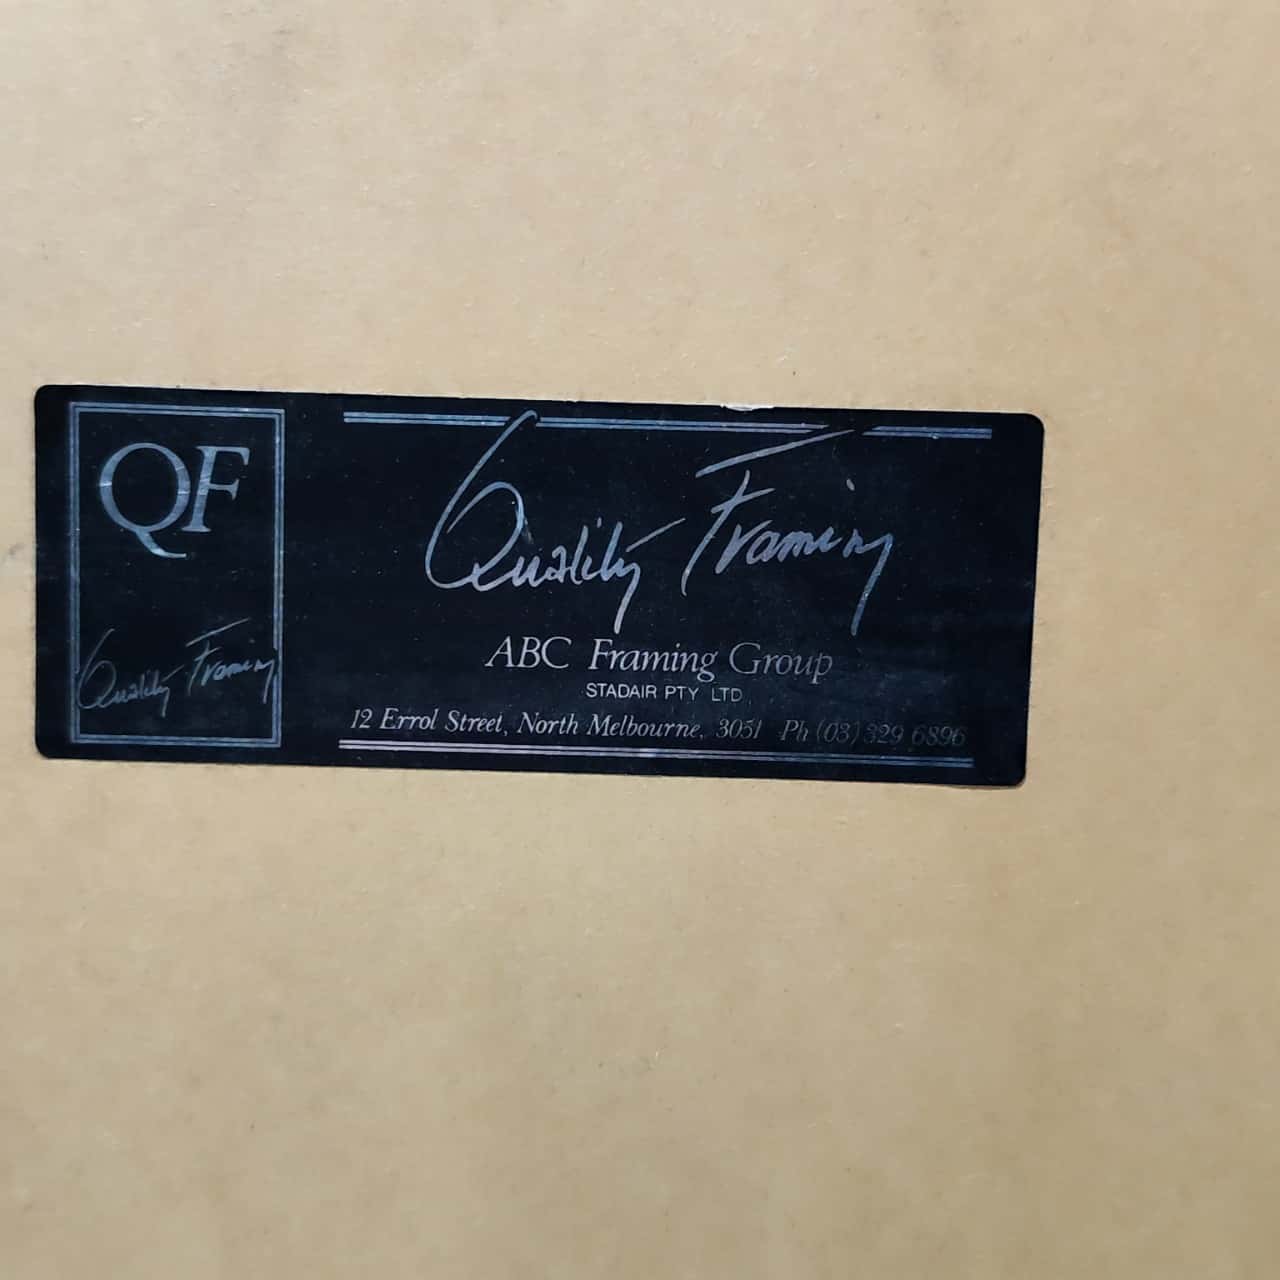 QF
Quality Framing
Quality Framing
ABC Framing Group
STADAIR PTY LTD
12 Errol Street, North Melbourne, 3051 Ph (03) 329 6896